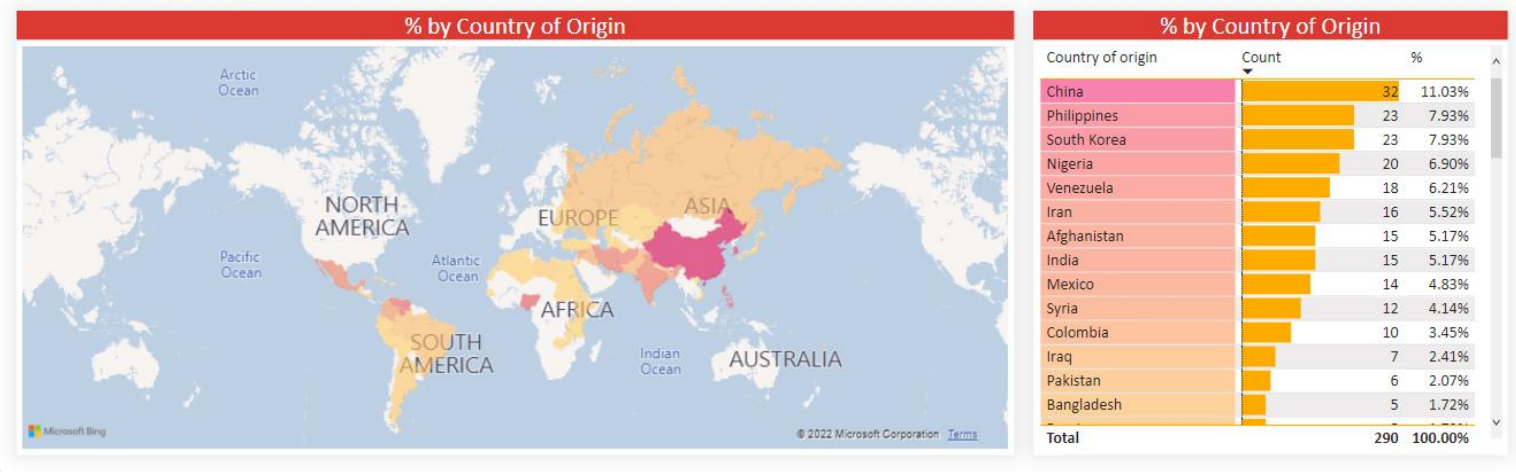 % by Country of Origin
Arctic
Ocean
NORTH
AMERICA
EUROPE
ASIA
Pacific
Ocean
Atlantic
Ocean
AFRICA
SOUTH
AMERICA
Indian
Ocean
AUSTRALIA
Microsoft Bing
© 2022 Microsoft Corporation Terms
% by Country of Origin
Country of origin Count %
China 32 11.03%
Philippines 23 7.93%
South Korea 23 7.93%
Nigeria 20 6.90%
Venezuela 18 6.21%
Iran 16 5.52%
Afghanistan 15 5.17%
India 15 5.17%
Mexico 14 4.83%
Syria 12 4.14%
Colombia 10 3.45%
Iraq 7 2.41%
Pakistan 6 2.07%
Bangladesh 5 1.72%
Total 290 100.00%